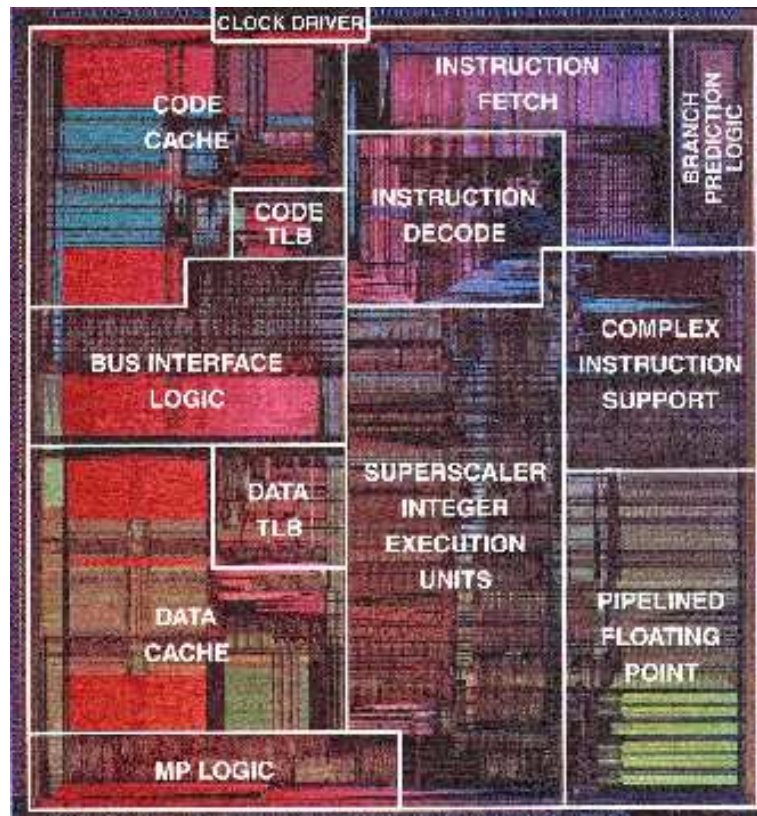 CLOCK DRIVER
CODE
CACHE
INSTRUCTION
FETCH
BRANCH
PREDICTION
LOGIC
CODE
TLB
INSTRUCTION
DECODE
BUS INTERFACE
LOGIC
COMPLEX
INSTRUCTION
SUPPORT
DATA
TLB
SUPERSCALER
INTEGER
EXECUTION
UNITS
DATA
CACHE
PIPELINED
FLOATING
POINT
MP LOGIC